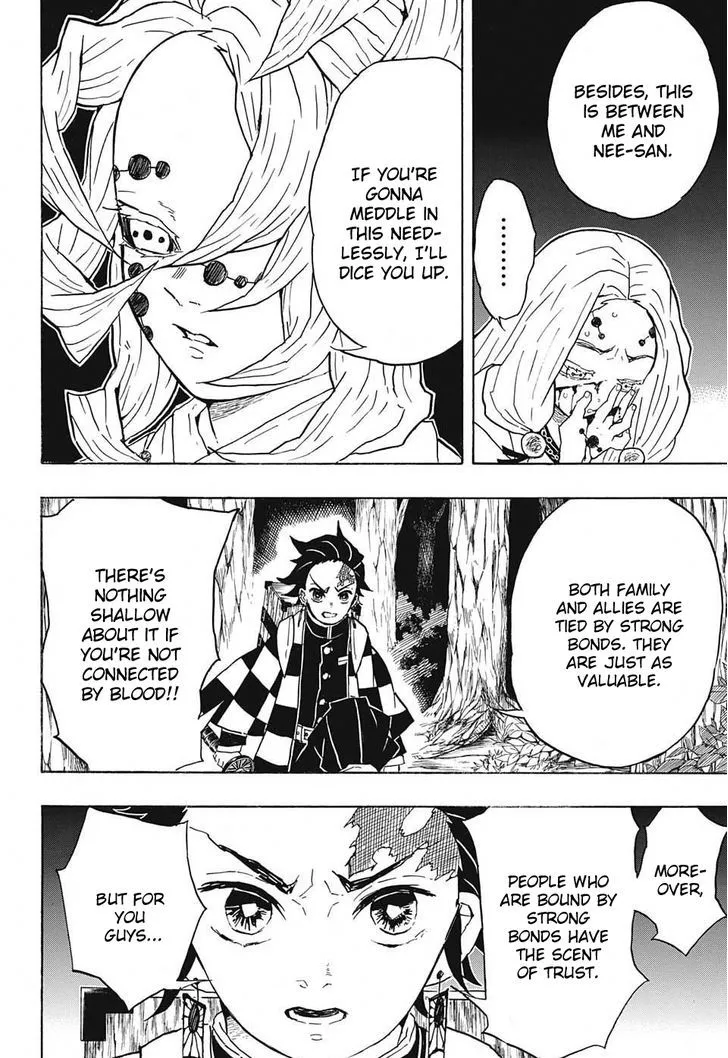 BESIDES, THIS
IS BETWEEN
ME AND
NEE-SAN.
.........
IF YOU'RE
GONNA
MEDDLE IN
THIS NEED-
LESSLY, I'LL
DICE YOU UP.
BOTH FAMILY
AND ALLIES ARE
TIED BY STRONG
BONDS. THEY
ARE JUST AS
VALUABLE.
THERE'S
NOTHING
SHALLOW
ABOUT IT IF
YOU'RE NOT
CONNECTED
BY BLOOD!!
MORE-
OVER,
PEOPLE WHO
ARE BOUND BY
STRONG
BONDS HAVE
THE SCENT
OF TRUST.
BUT FOR
YOU
GUYS...